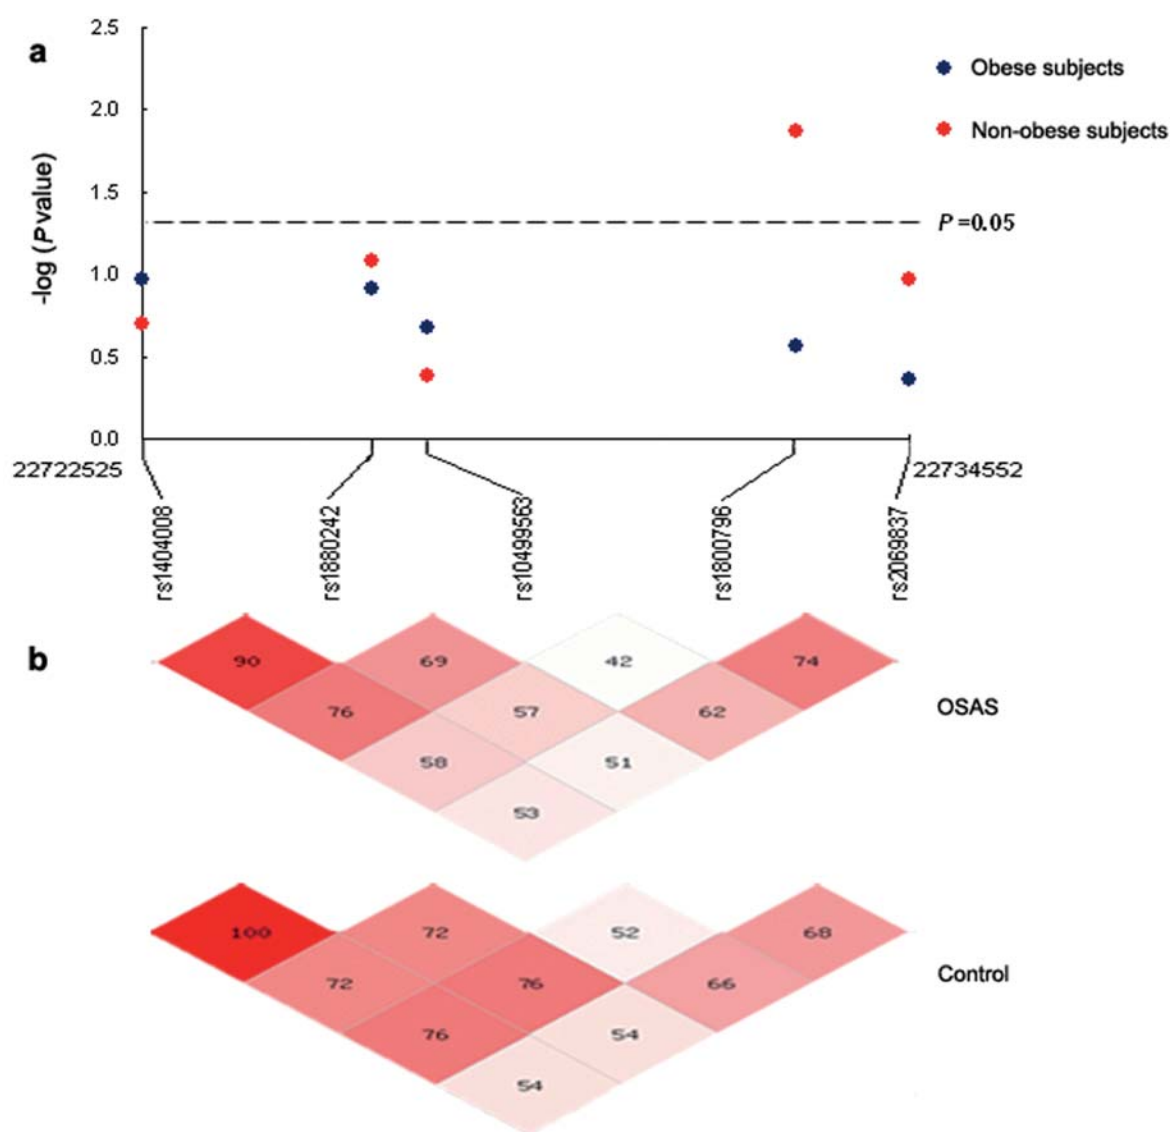 a
2.5
2.0
1.5
1.0
0.5
0.0
-log (Pvalue)
Obese subjects
Non-obese subjects
P=0.05
22722525
22734552
rs1404008
rs1880242
rs10499563
rs1800796
rs2069837
b
90
69
42
74
76
57
62
58
51
53
OSAS
100
72
52
68
72
76
66
76
54
54
Control